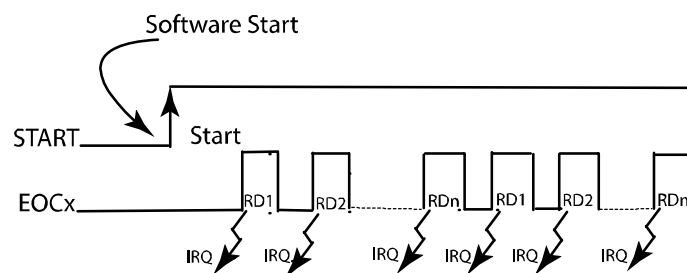 Software Start
START
Start
EOCx
RD1 RD2 RDn RD1 RD2 RDn
IRQ IRQ IRQ IRQ IRQ IRQ